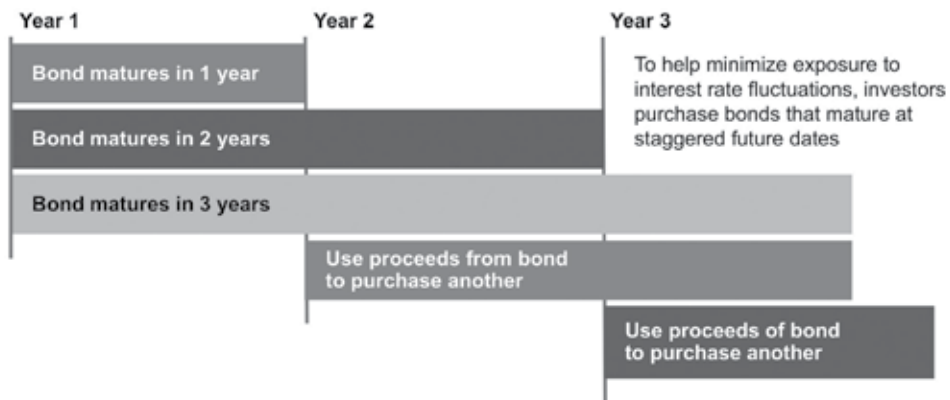 Year 1
Year 2
Year 3
Bond matures in 1 year
To help minimize exposure to
interest rate fluctuations, investors
purchase bonds that mature at
staggered future dates
Bond matures in 2 years
Bond matures in 3 years
Use proceeds from bond
to purchase another
Use proceeds of bond
to purchase another